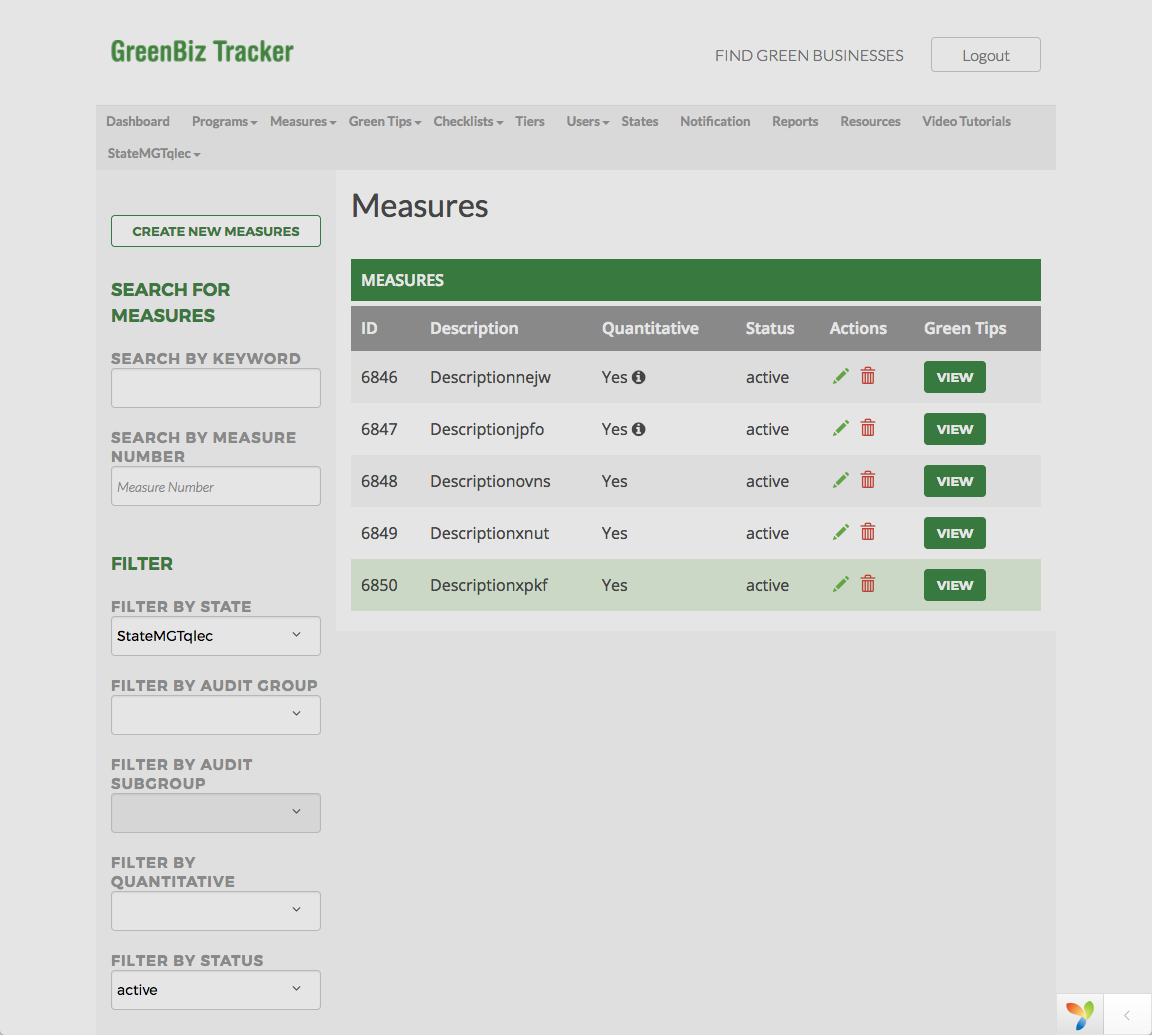 GreenBiz Tracker
FIND GREEN BUSINESSES
Logout
Dashboard Programs Measures Green Tips Checklists Tiers Users States Notification Reports Resources Video Tutorials
StateMGTqlec
CREATE NEW MEASURES
SEARCH FOR
MEASURES
SEARCH BY KEYWORD
SEARCH BY MEASURE
NUMBER
Measure Number
FILTER
FILTER BY STATE
StateMGTqlec
FILTER BY AUDIT GROUP
FILTER BY AUDIT
SUBGROUP
FILTER BY
QUANTITATIVE
FILTER BY STATUS
active
Measures
MEASURES
ID Description Quantitative Status Actions Green Tips
6846 Descriptionnejw Yes active VIEW
6847 Descriptionjpfo Yes active VIEW
6848 Descriptionovns Yes active VIEW
6849 Descriptionxnut Yes active VIEW
6850 Descriptionxpkf Yes active VIEW